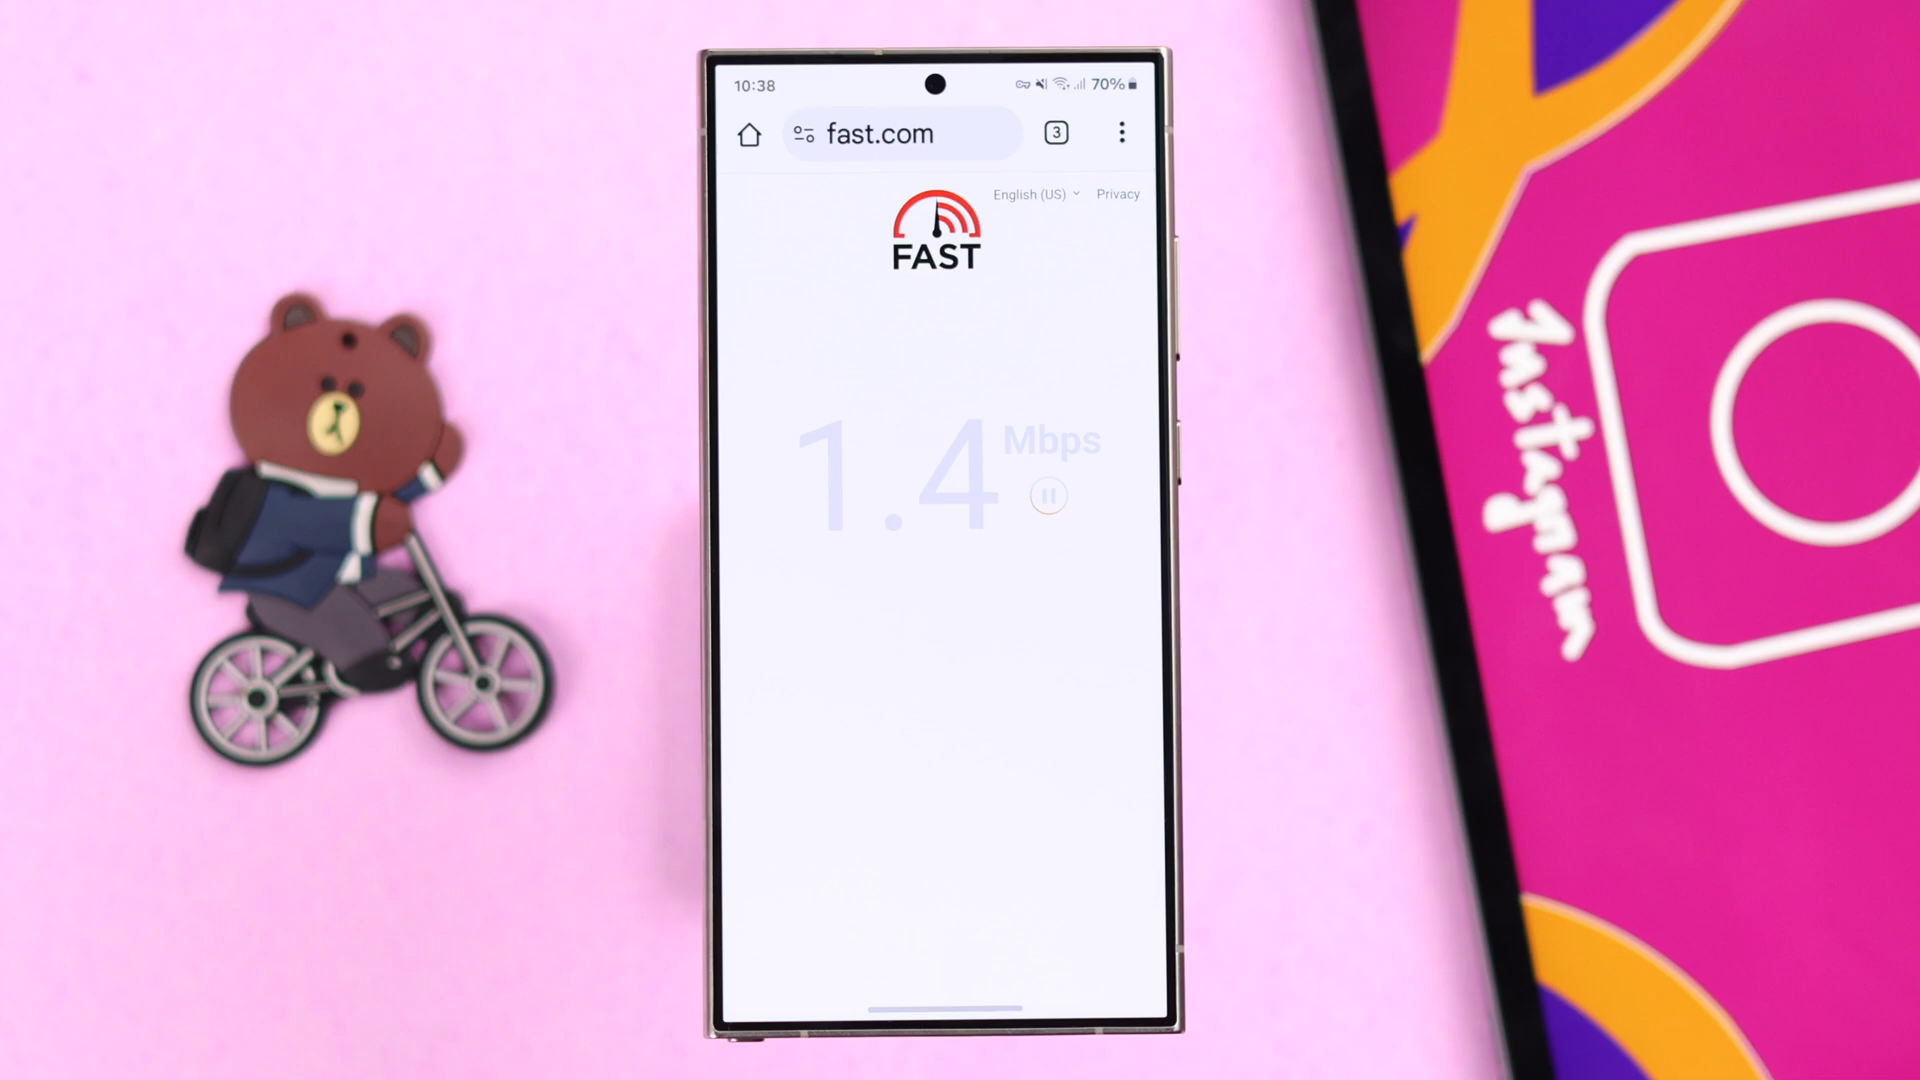 10:38
70%
fast.com
3
English (US)
Privacy
FAST
1.4 Mbps
Instagram